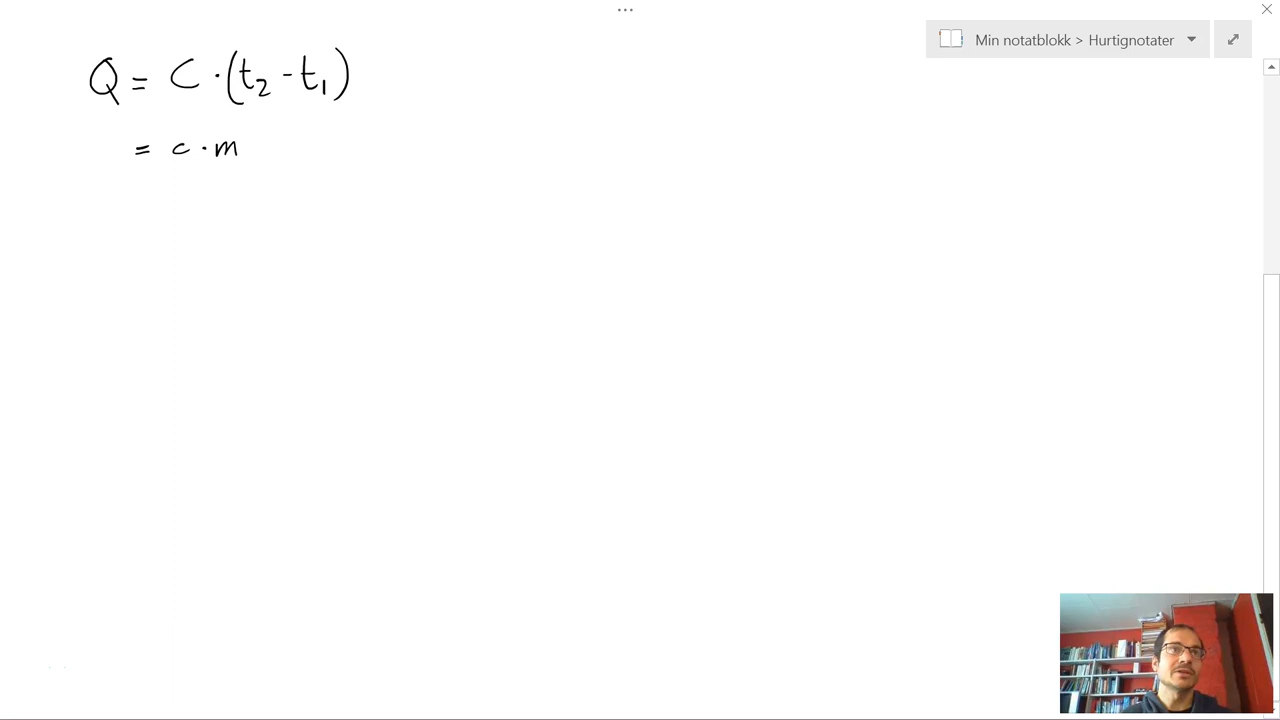 Min notatblokk > Hurtignotater
Q = C · (t₂ - t₁)
= c · m